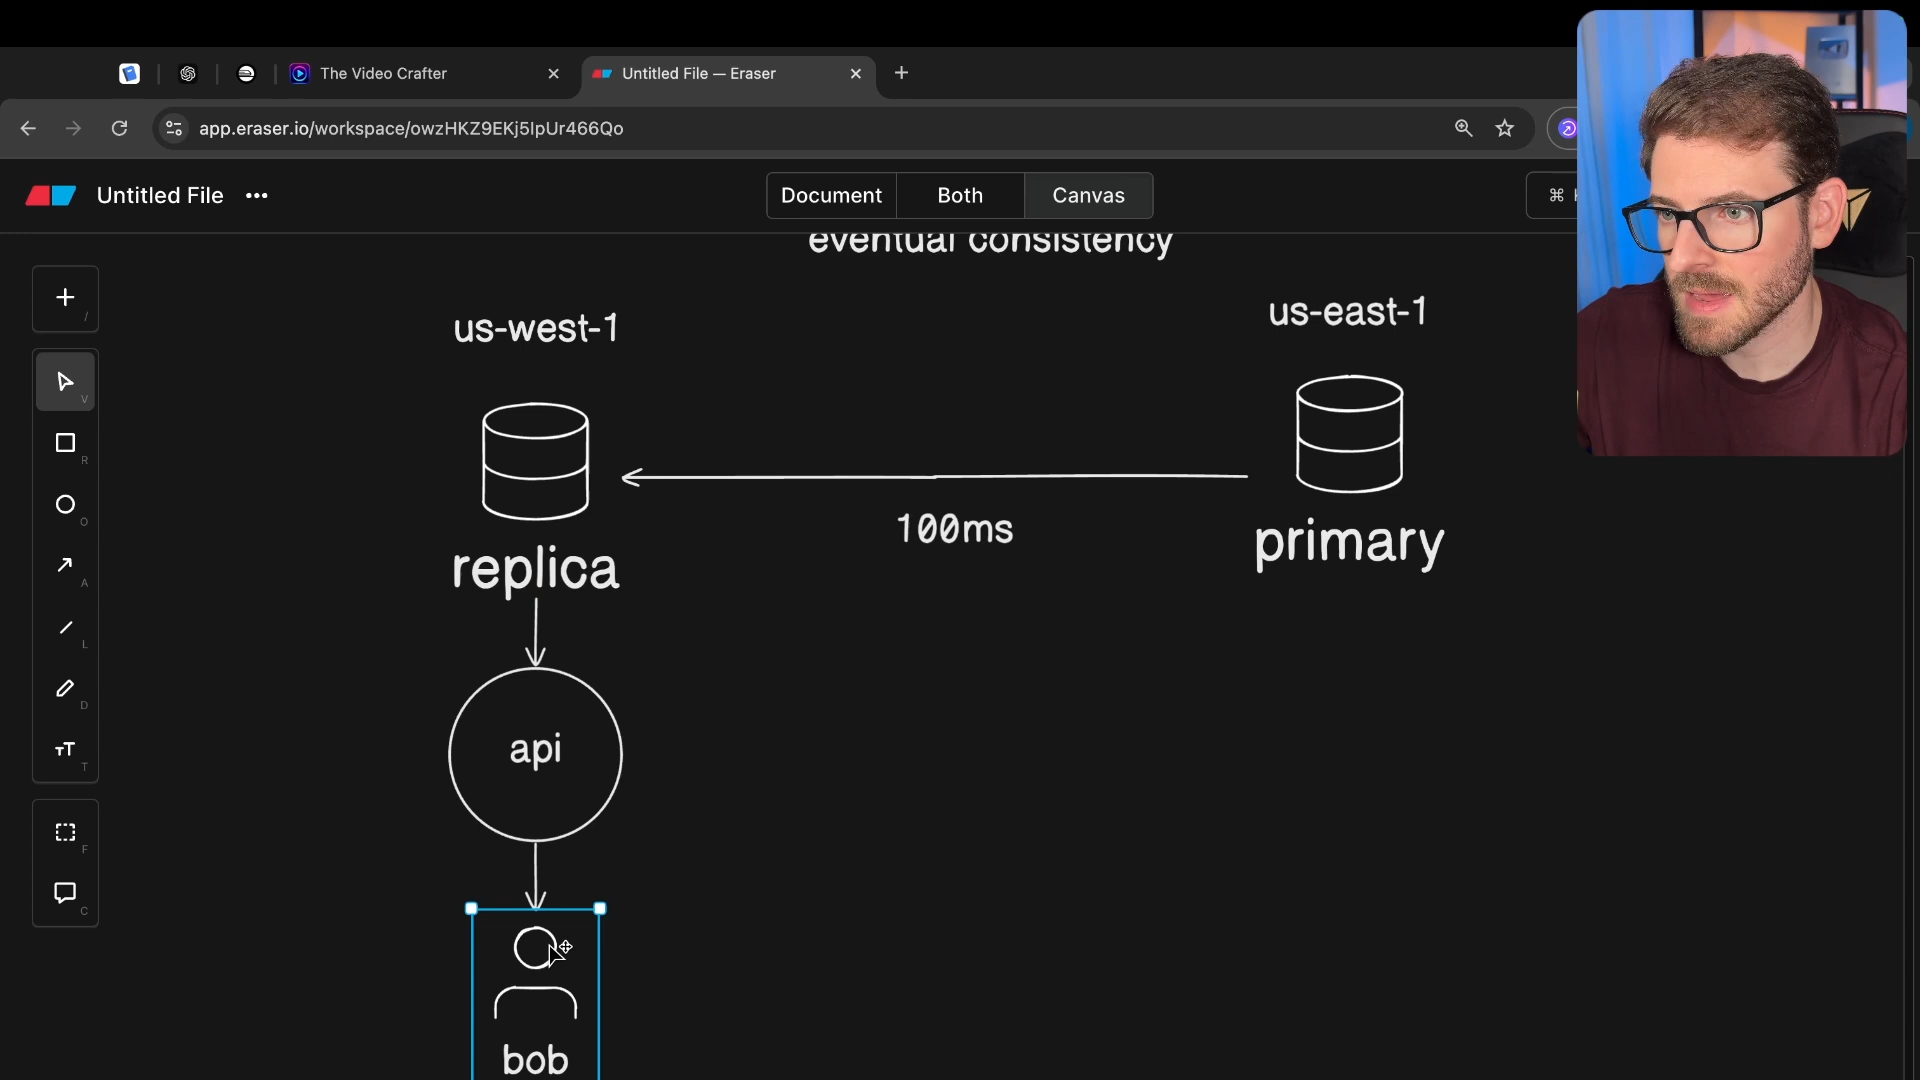 The Video Crafter
Untitled File — Eraser
app.eraser.io/workspace/owzHKZ9EKj5IpUr466Qo
Untitled File
Document
Both
Canvas
⌘
eventual consistency
us-west-1
us-east-1
100ms
replica
primary
api
bob
/
V
R
O
A
L
D
T
F
C